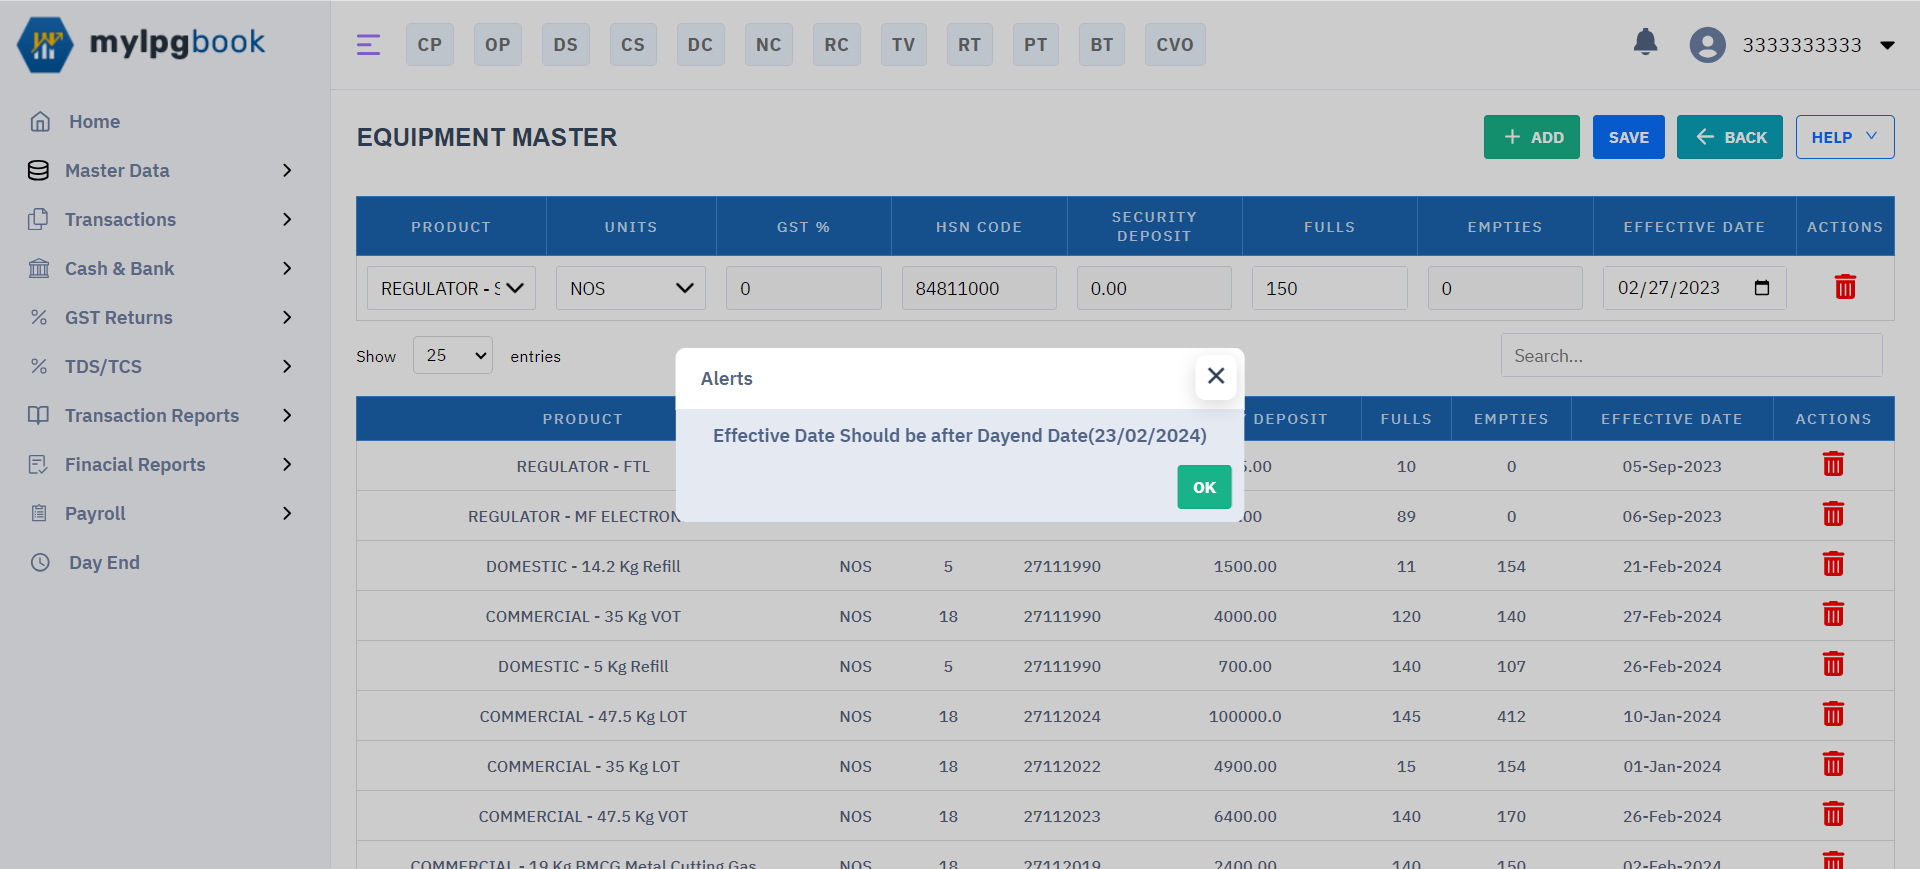 mylpgbook
CP OP DS CS DC NC RC TV RT PT BT CVO
3333333333
Home
Master Data
Transactions
Cash & Bank
GST Returns
TDS/TCS
Transaction Reports
Finacial Reports
Payroll
Day End
EQUIPMENT MASTER
ADD SAVE BACK HELP
PRODUCT UNITS GST % HSN CODE SECURITY DEPOSIT FULLS EMPTIES EFFECTIVE DATE ACTIONS
REGULATOR - NOS 0 84811000 0.00 150 0 02/27/2023
Show 25 entries
Search...
Alerts
Effective Date Should be after Dayend Date(23/02/2024)
OK
PRODUCT DEPOSIT FULLS EMPTIES EFFECTIVE DATE ACTIONS
REGULATOR - FTL .00 10 0 05-Sep-2023
REGULATOR - MF ELECTRON .00 89 0 06-Sep-2023
DOMESTIC - 14.2 Kg Refill NOS 5 27111990 1500.00 11 154 21-Feb-2024
COMMERCIAL - 35 Kg VOT NOS 18 27111990 4000.00 120 140 27-Feb-2024
DOMESTIC - 5 Kg Refill NOS 5 27111990 700.00 140 107 26-Feb-2024
COMMERCIAL - 47.5 Kg LOT NOS 18 27112024 100000.0 145 412 10-Jan-2024
COMMERCIAL - 35 Kg LOT NOS 18 27112022 4900.00 15 154 01-Jan-2024
COMMERCIAL - 47.5 Kg VOT NOS 18 27112023 6400.00 140 170 26-Feb-2024
COMMERCIAL - 19 Kg BMCG Metal Cutting Gas NOS 18 27112019 2400.00 140 150 02-Feb-2024